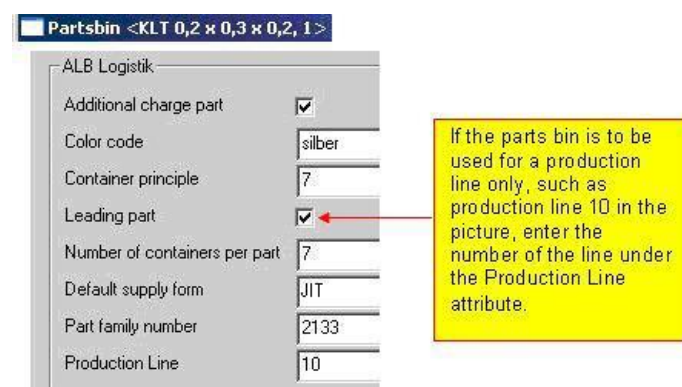 Partsbin <KLT 0,2 x 0,3 x 0,2, 1>
ALB Logistik
Additional charge part
Color code silber
Container principle 7
Leading part
Number of containers per part 7
Default supply form JIT
Part family number 2133
Production Line 10
If the parts bin is to be
used for a production
line only, such as
production line 10 in the
picture, enter the
number of the line under
the Production Line
attribute.